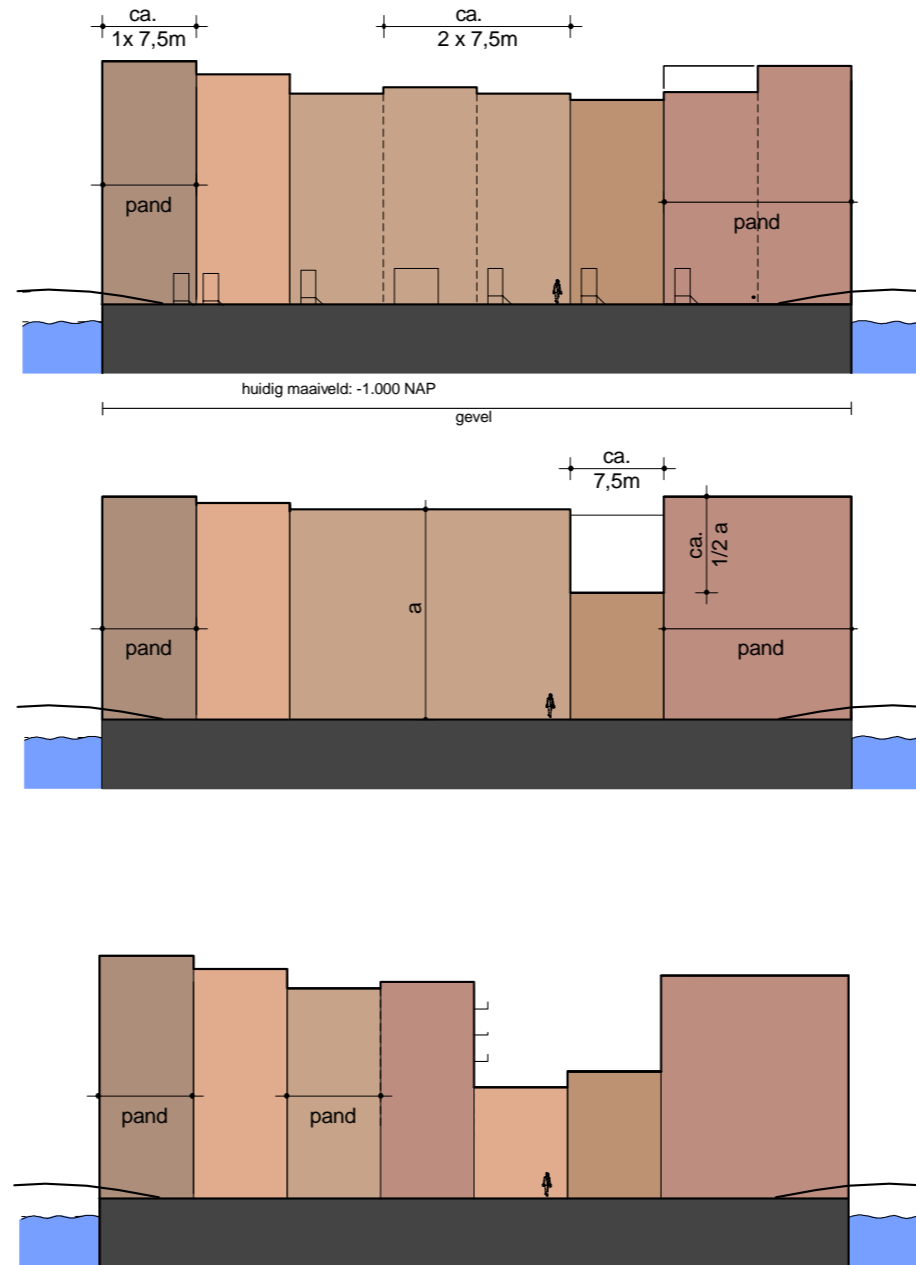 ca.
1x 7,5m
ca.
2 x 7,5m
pand
pand
huidig maaiveld: -1.000 NAP
gevel
ca.
7,5m
ca.
1/2 a
a
pand
pand
pand
pand